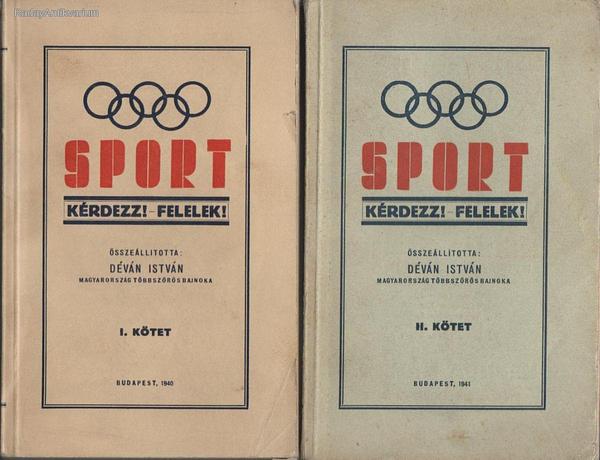 RadayAntikvarium
SPORT
KÉRDEZZ! - FELELEK!
ÖSSZEÁLLÍTOTTA:
DÉVÁN ISTVÁN
MAGYARORSZÁG TÖBBSZÖRÖS BAJNOKA
I. KÖTET
BUDAPEST, 1940
SPORT
KÉRDEZZ! - FELELEK!
ÖSSZEÁLLÍTOTTA:
DÉVÁN ISTVÁN
MAGYARORSZÁG TÖBBSZÖRÖS BAJNOKA
II. KÖTET
BUDAPEST, 1941